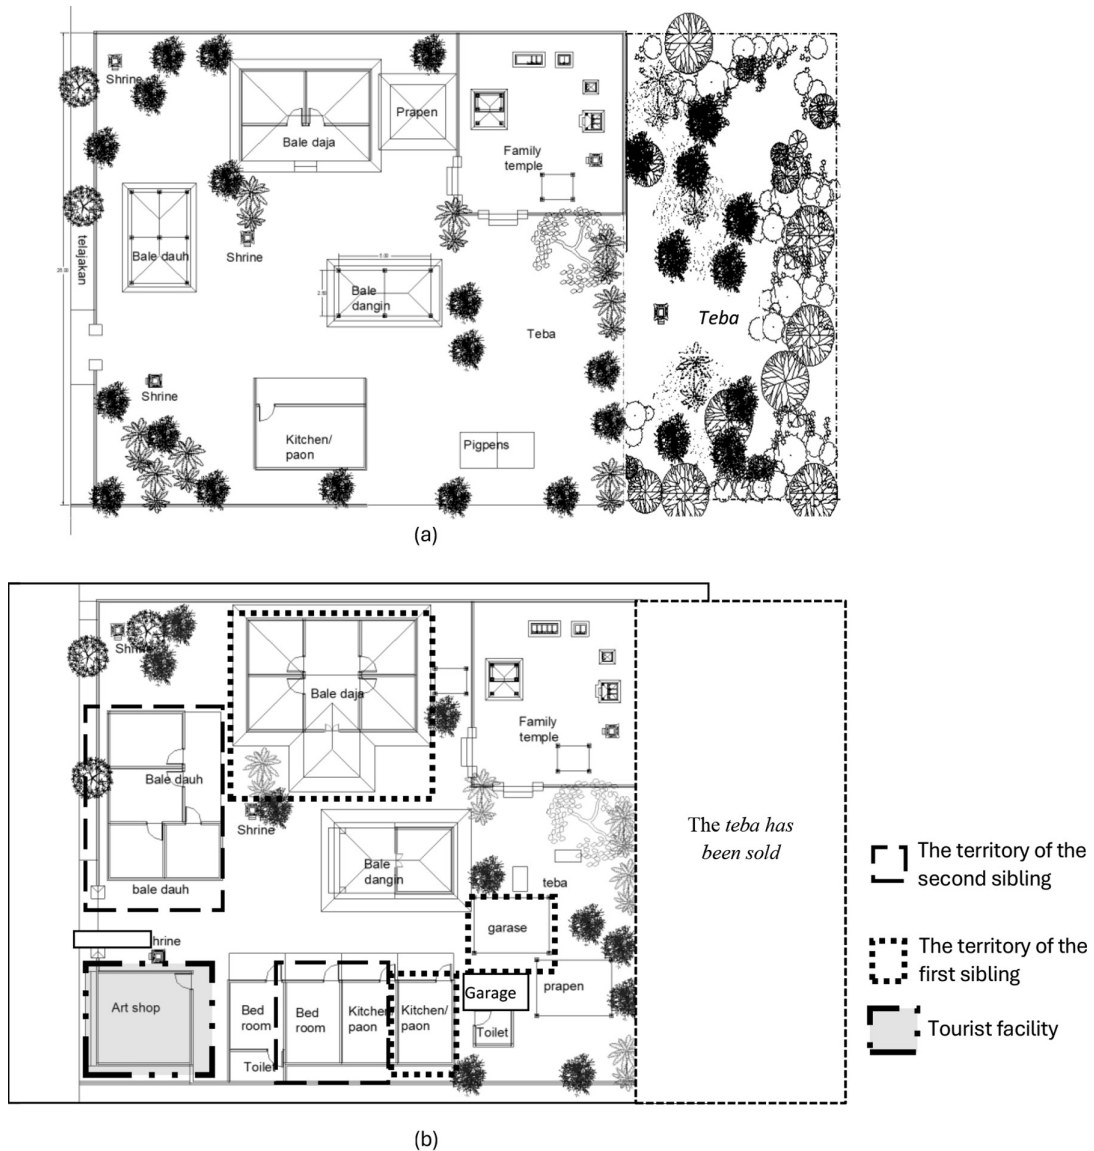 Shrine
Prapen
Bale daja
Family
temple
telajakan
Bale dauh
Shrine
5.00
Bale
dangin
Teba
Teba
Shrine
Kitchen/
paon
Pigpens
(a)
Shrine
Bale daja
Family
temple
Bale dauh
Shrine
The teba has
been sold
Bale
dangin
teba
bale dauh
garase
hrine
Art shop
Bed
room
Bed
room
Kitchen
paon
Kitchen/
paon
Garage
prapen
Toilet
Toilet
The territory of the
second sibling
The territory of the
first sibling
Tourist facility
(b)